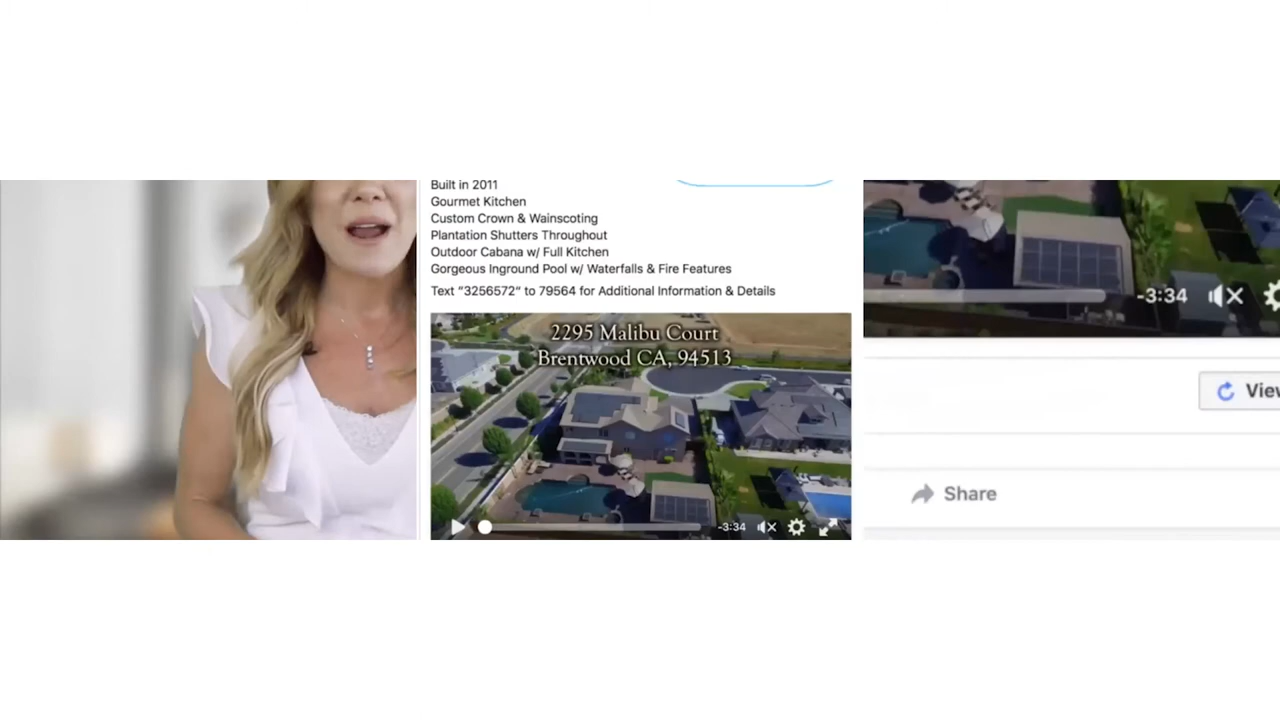 Built in 2011
Gourmet Kitchen
Custom Crown & Wainscoting
Plantation Shutters Throughout
Outdoor Cabana w/ Full Kitchen
Gorgeous Inground Pool w/ Waterfalls & Fire Features
Text “3256572” to 79564 for Additional Information & Details
2295 Malibu Court
Brentwood CA, 94513
-3:34
-3:34
Share